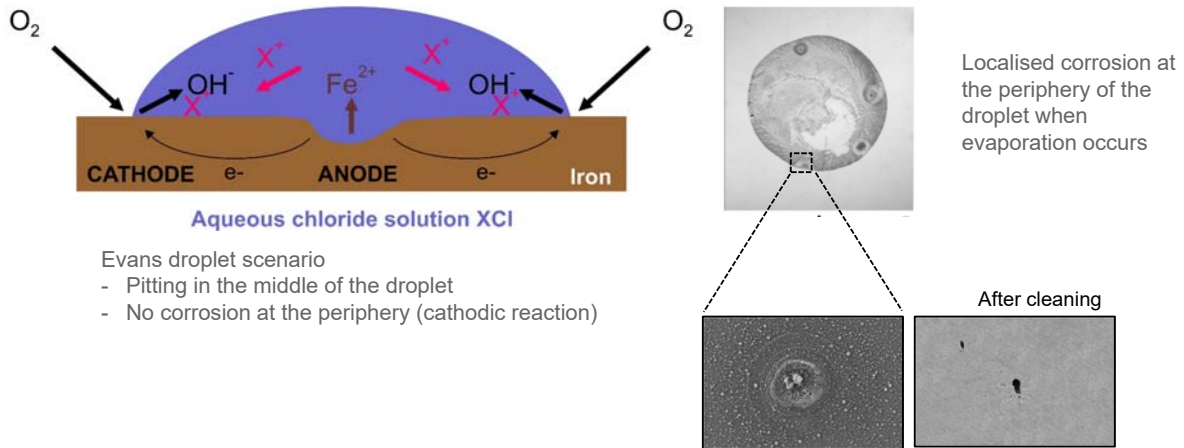 O2
O2
X+
X+
OH-
Fe2+
OH-
X+
X+
CATHODE
e-
ANODE
e-
Iron
Aqueous chloride solution XCl
Evans droplet scenario
- Pitting in the middle of the droplet
- No corrosion at the periphery (cathodic reaction)
Localised corrosion at
the periphery of the
droplet when
evaporation occurs
After cleaning